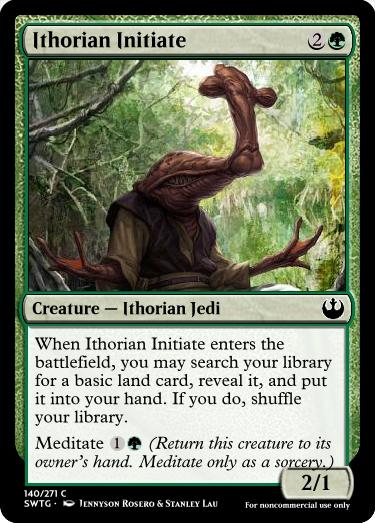 Ithorian Initiate 2
Creature — Ithorian Jedi
When Ithorian Initiate enters the
battlefield, you may search your library
for a basic land card, reveal it, and put
it into your hand. If you do, shuffle
your library.
Meditate 1 (Return this creature to its
owner's hand. Meditate only as a sorcery.)
2/1
140/271 C
SWTG · Jennyson Rosero & Stanley Lau
For noncommercial use only